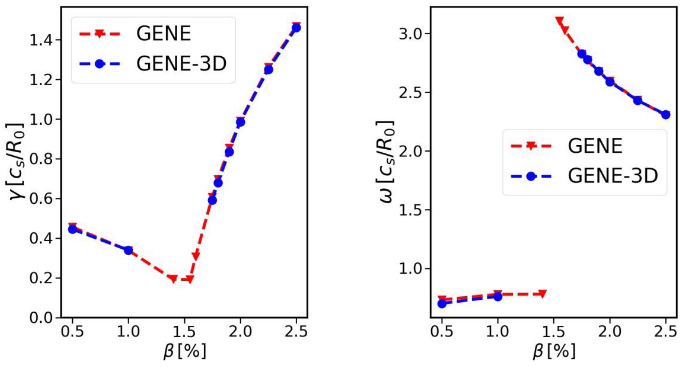 GENE
GENE-3D
γ [c_s/R_0]
1.4
1.2
1.0
0.8
0.6
0.4
0.2
0.0
0.5 1.0 1.5 2.0 2.5
β [%]
GENE
GENE-3D
ω [c_s/R_0]
3.0
2.5
2.0
1.5
1.0
0.5 1.0 1.5 2.0 2.5
β [%]